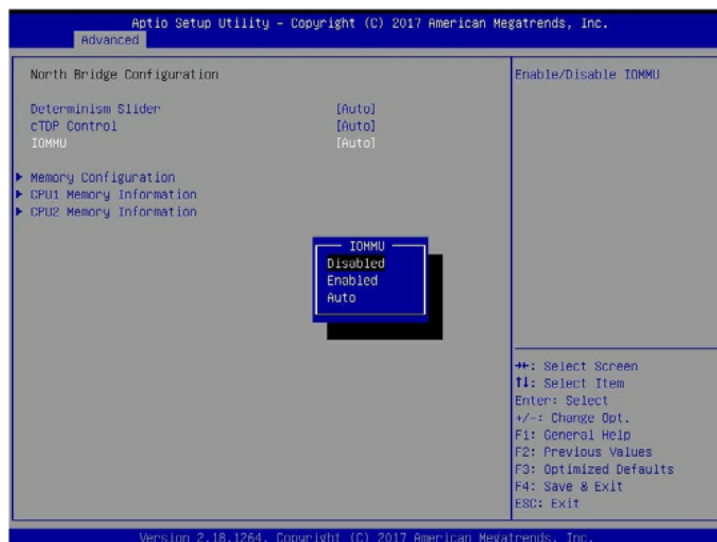 Aptio Setup Utility – Copyright (C) 2017 American Megatrends, Inc.
Advanced
North Bridge Configuration
Determinism Slider [Auto]
cTDP Control [Auto]
IOMMU [Auto]
▶ Memory Configuration
▶ CPU1 Memory Information
▶ CPU2 Memory Information
IOMMU
Disabled
Enabled
Auto
Enable/Disable IOMMU
→←: Select Screen
↑↓: Select Item
Enter: Select
+/-: Change Opt.
F1: General Help
F2: Previous Values
F3: Optimized Defaults
F4: Save & Exit
ESC: Exit
Version 2.18.1264. Copyright (C) 2017 American Megatrends, Inc.